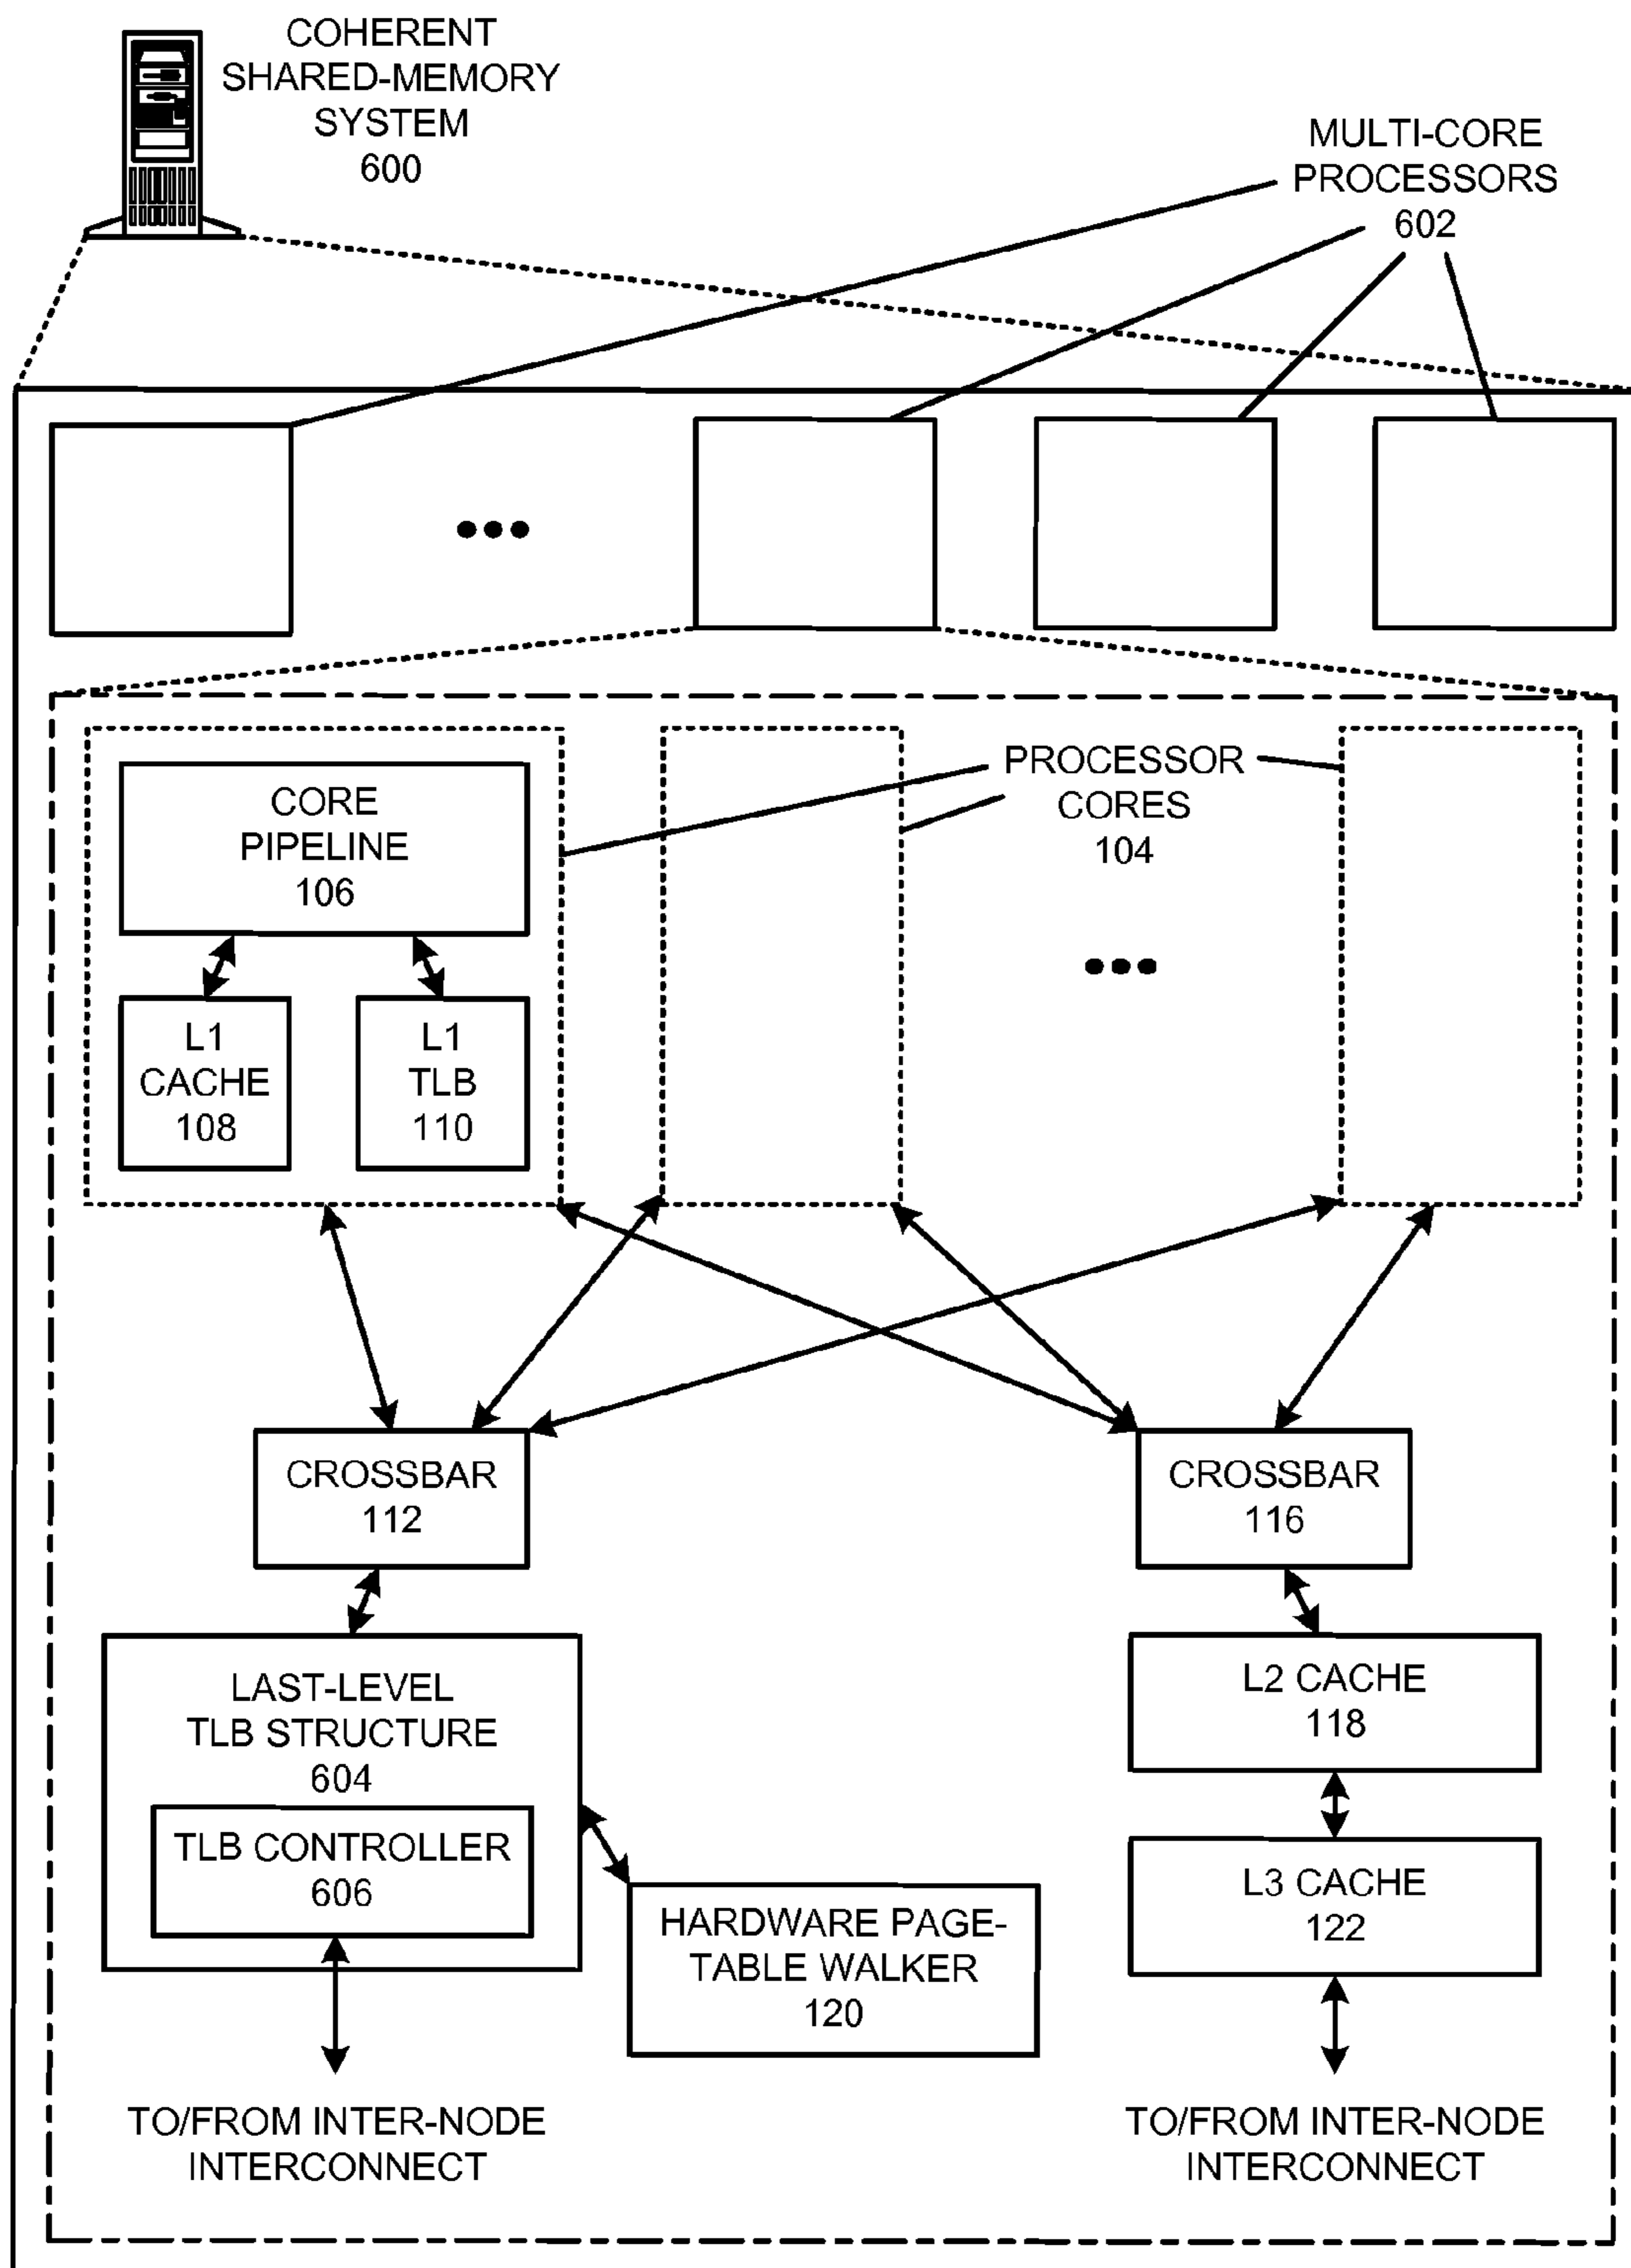 COHERENT
SHARED-MEMORY
SYSTEM
600
MULTI-CORE
PROCESSORS
602
PROCESSOR
CORES
104
CORE
PIPELINE
106
L1
CACHE
108
L1
TLB
110
CROSSBAR
112
CROSSBAR
116
LAST-LEVEL
TLB STRUCTURE
604
TLB CONTROLLER
606
L2 CACHE
118
L3 CACHE
122
HARDWARE PAGE-
TABLE WALKER
120
TO/FROM INTER-NODE
INTERCONNECT
TO/FROM INTER-NODE
INTERCONNECT